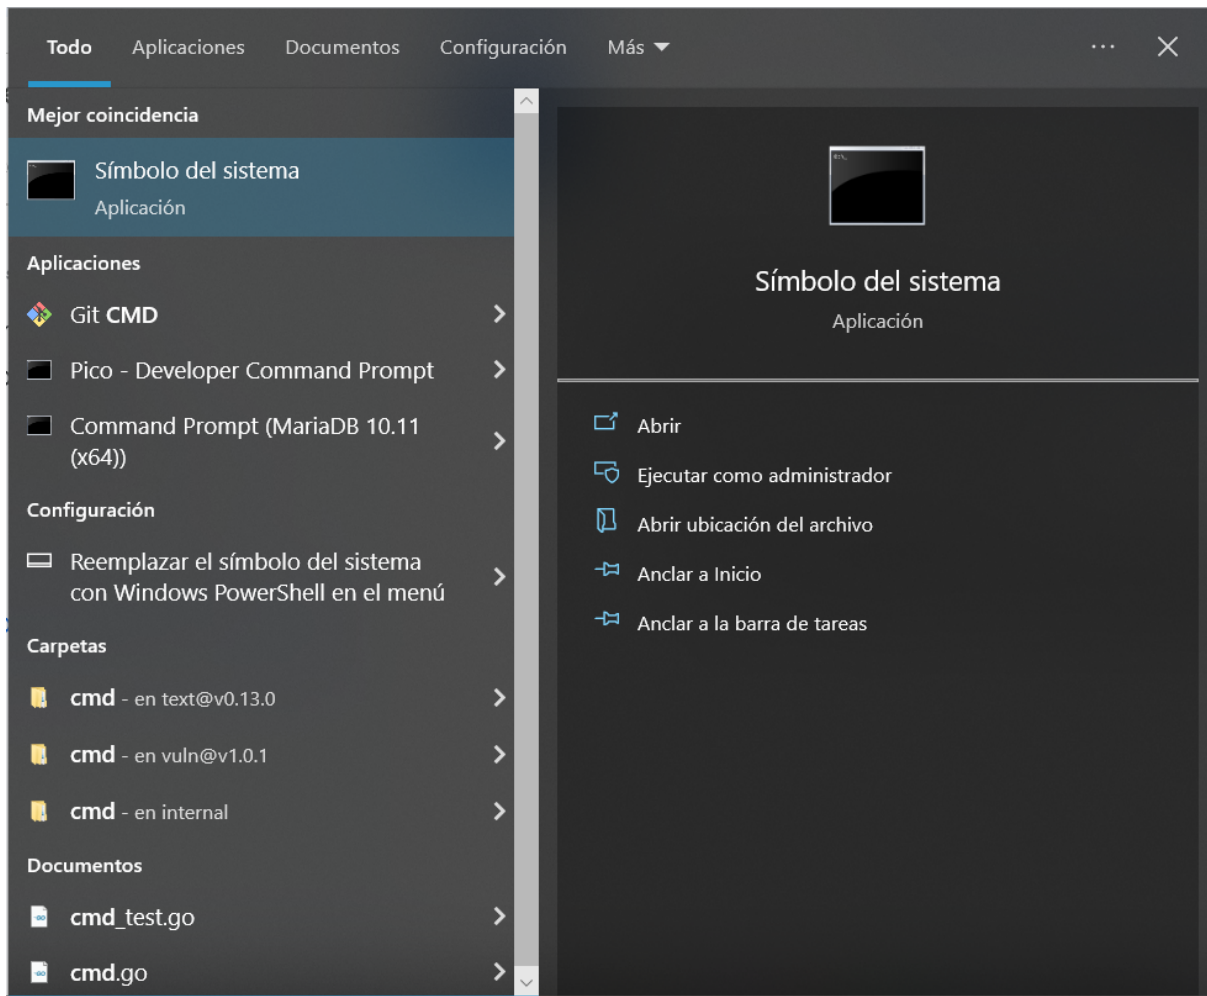 Todo Aplicaciones Documentos Configuración Más
Mejor coincidencia
Símbolo del sistema
Aplicación
Aplicaciones
Git CMD
Pico - Developer Command Prompt
Command Prompt (MariaDB 10.11
(x64))
Configuración
Reemplazar el símbolo del sistema
con Windows PowerShell en el menú
Carpetas
cmd - en text@v0.13.0
cmd - en vuln@v1.0.1
cmd - en internal
Documentos
cmd_test.go
cmd.go
Símbolo del sistema
Aplicación
Abrir
Ejecutar como administrador
Abrir ubicación del archivo
Anclar a Inicio
Anclar a la barra de tareas